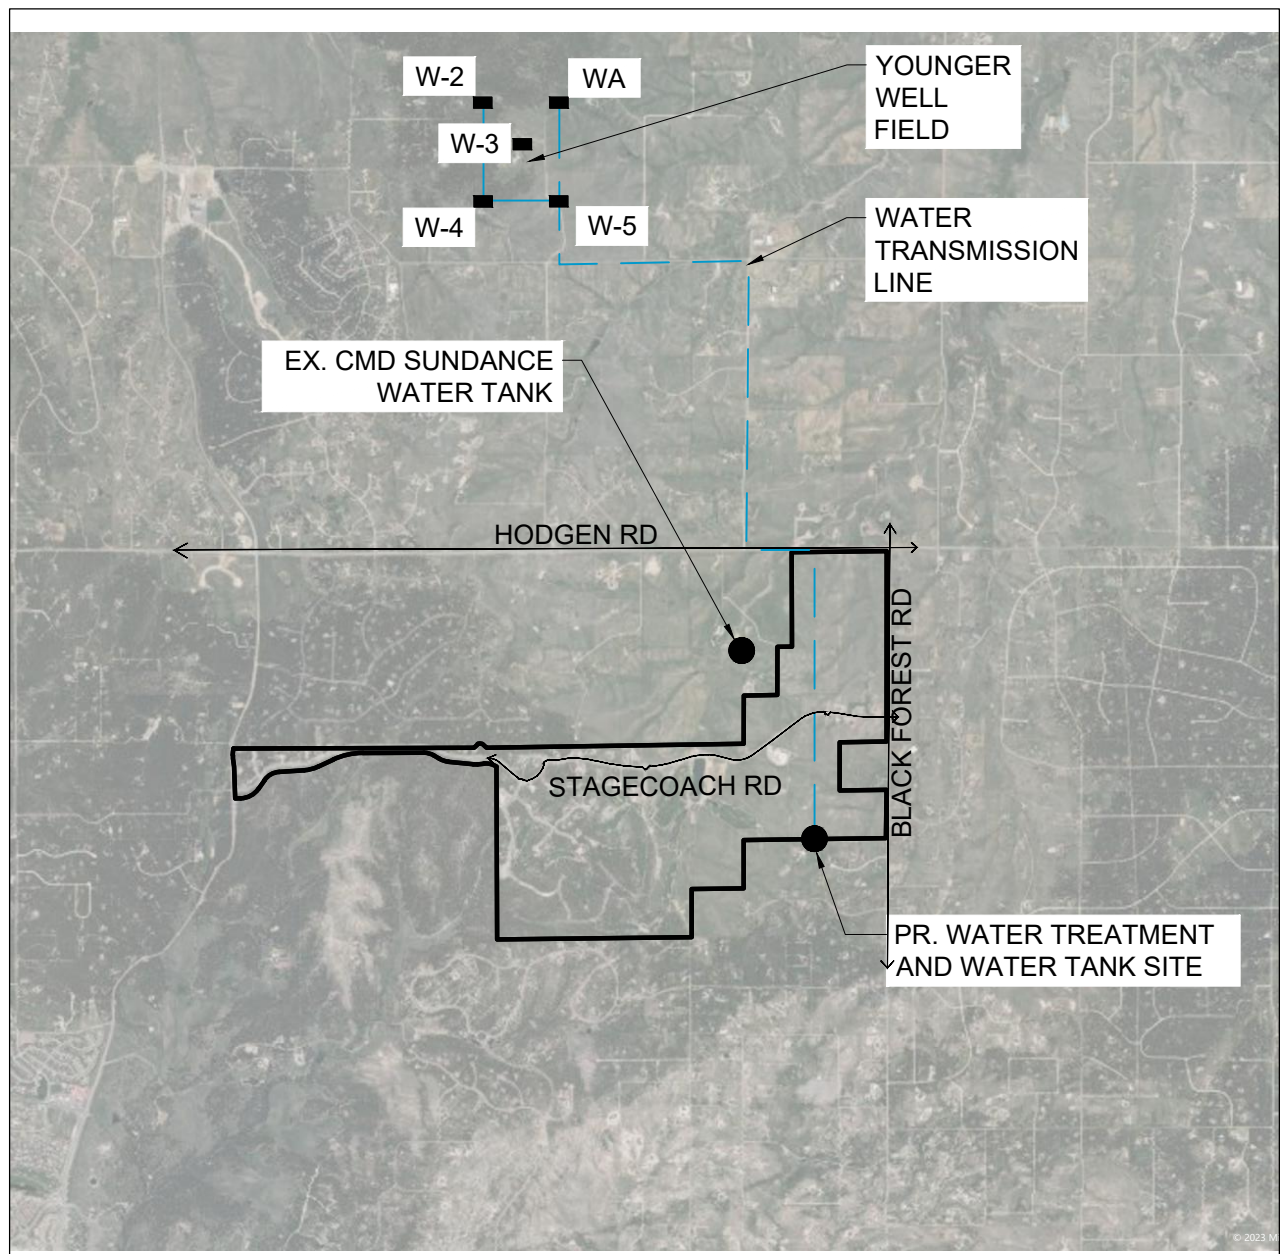 W-2
WA
YOUNGER
WELL
FIELD
W-3
W-4
W-5
WATER
TRANSMISSION
LINE
EX. CMD SUNDANCE
WATER TANK
HODGEN RD
BLACK FOREST RD
STAGECOACH RD
PR. WATER TREATMENT
AND WATER TANK SITE
© 2023 M